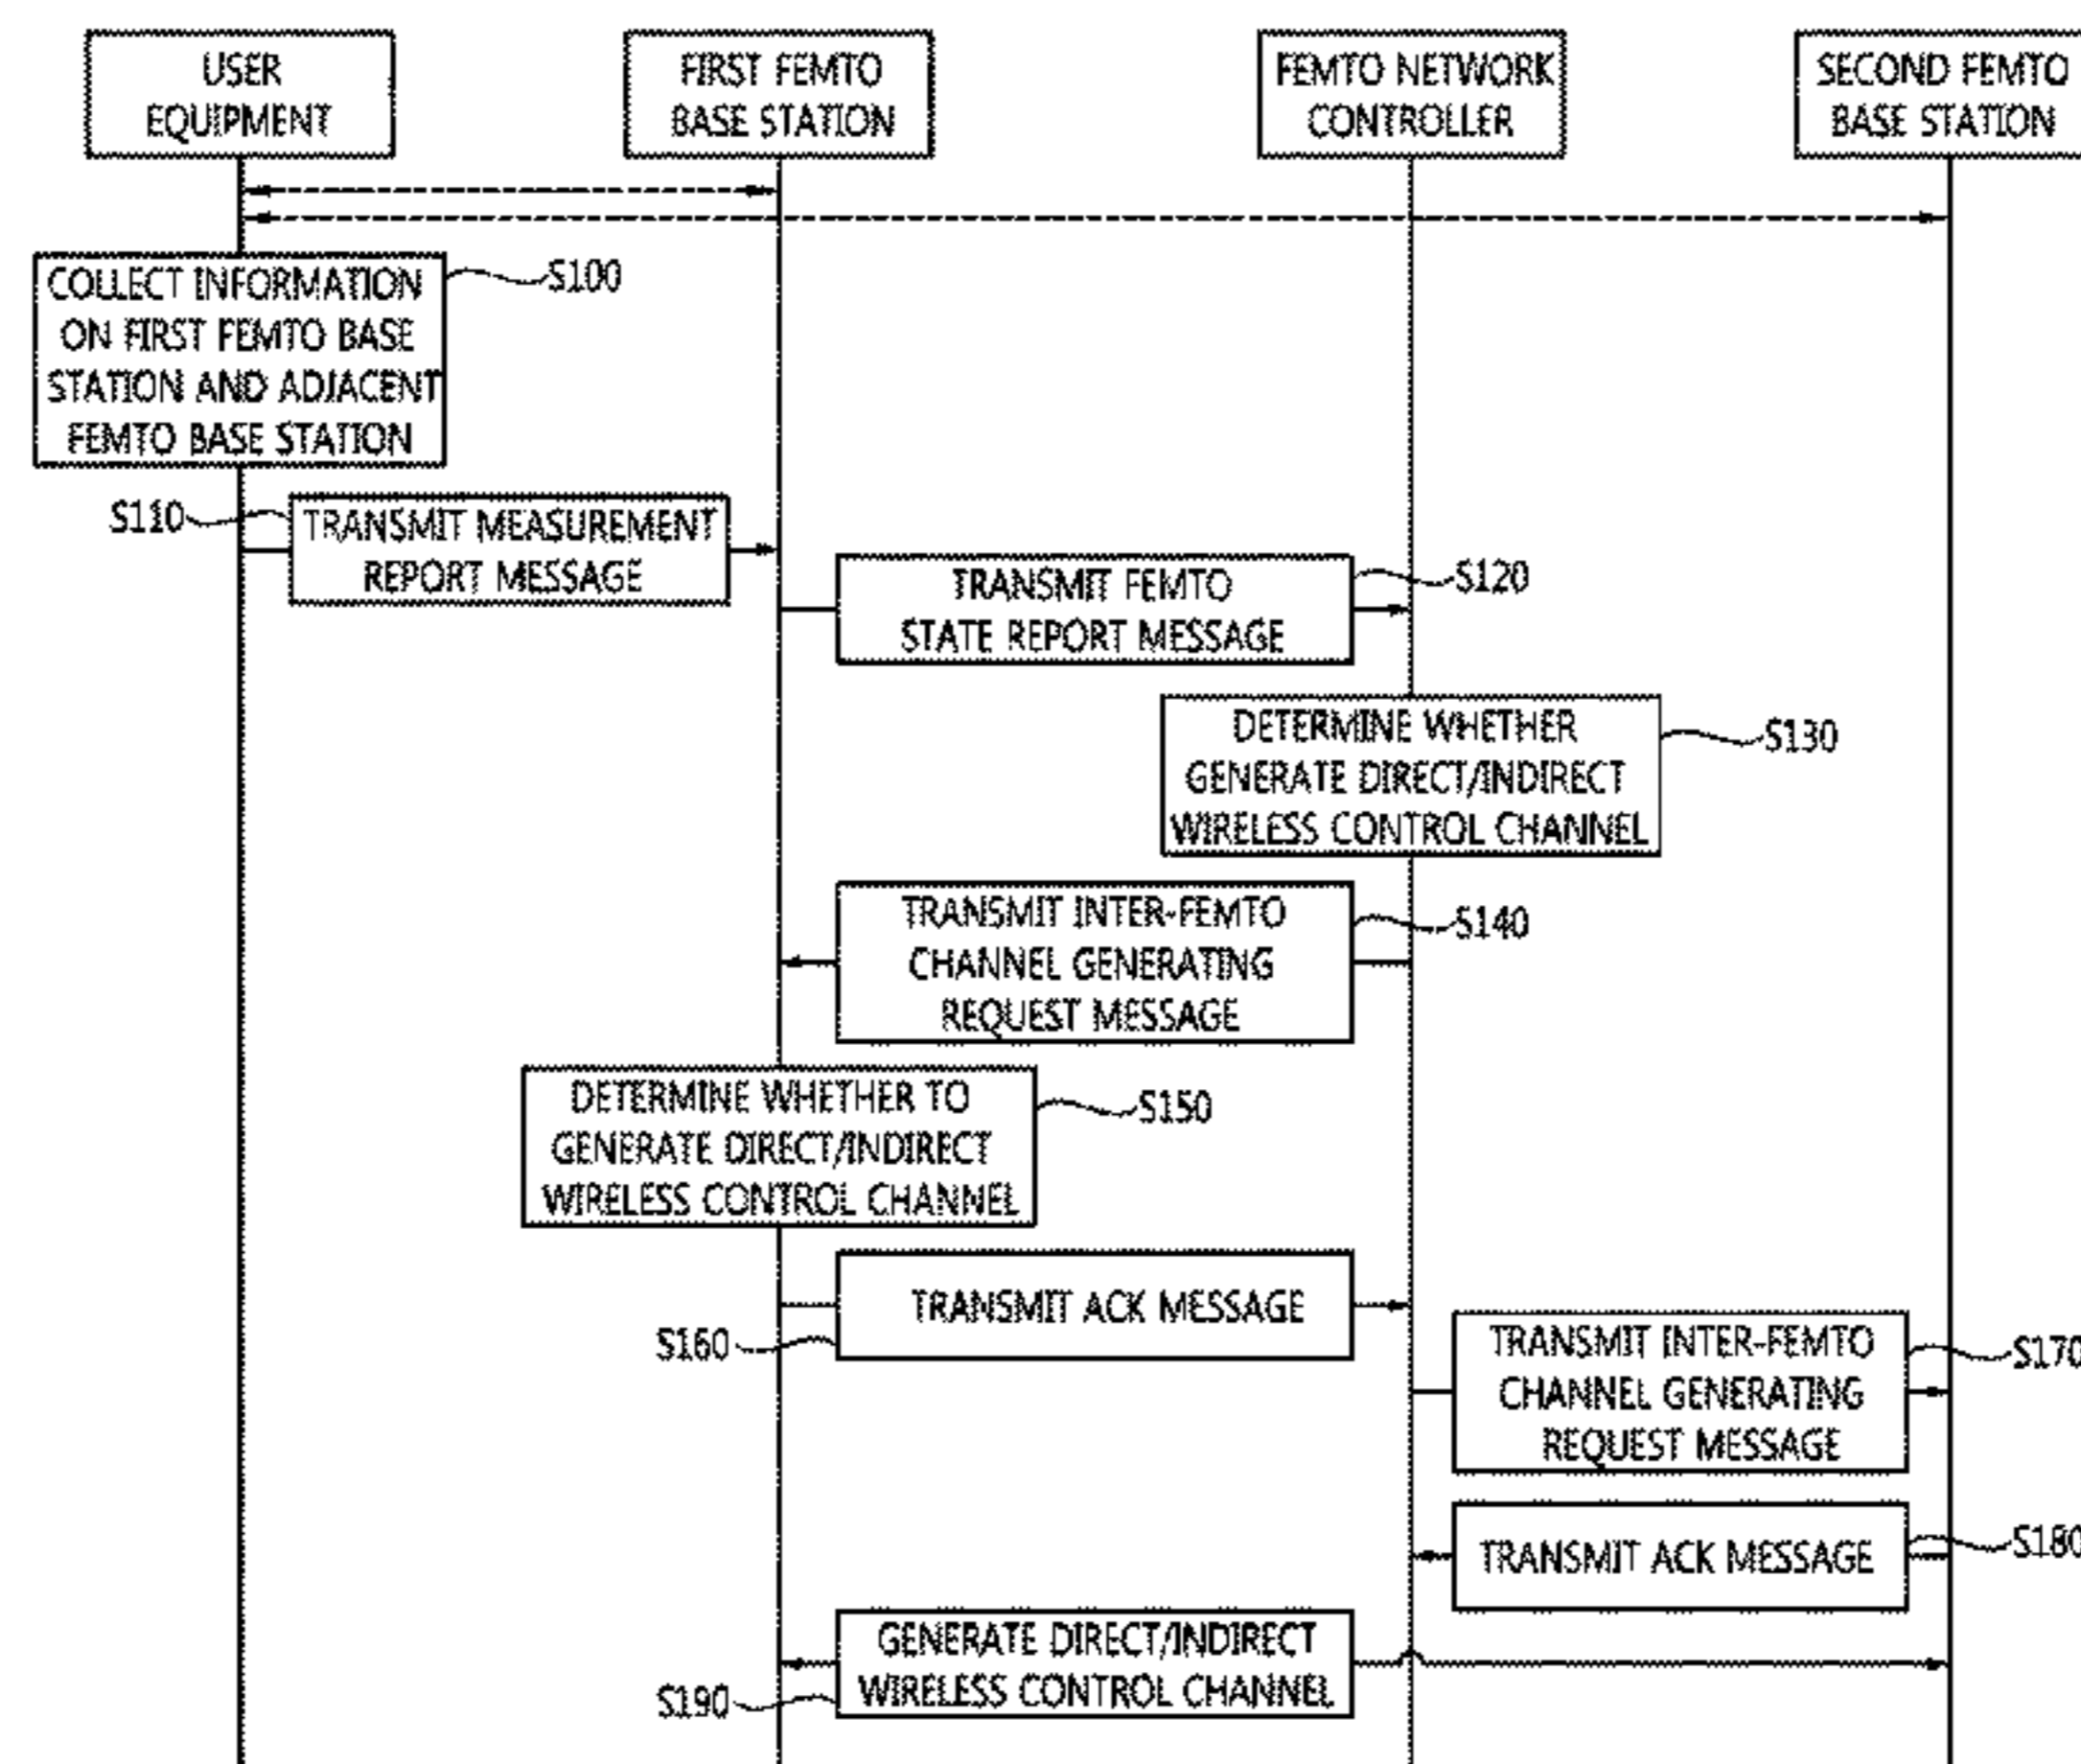 USER
EQUIPMENT
FIRST FEMTO
BASE STATION
FEMTO NETWORK
CONTROLLER
SECOND FEMTO
BASE STATION
COLLECT INFORMATION
ON FIRST FEMTO BASE
STATION AND ADJACENT
FEMTO BASE STATION
S100
S110
TRANSMIT MEASUREMENT
REPORT MESSAGE
TRANSMIT FEMTO
STATE REPORT MESSAGE
S120
DETERMINE WHETHER
GENERATE DIRECT/INDIRECT
WIRELESS CONTROL CHANNEL
S130
TRANSMIT INTER-FEMTO
CHANNEL GENERATING
REQUEST MESSAGE
S140
DETERMINE WHETHER TO
GENERATE DIRECT/INDIRECT
WIRELESS CONTROL CHANNEL
S150
TRANSMIT ACK MESSAGE
S160
TRANSMIT INTER-FEMTO
CHANNEL GENERATING
REQUEST MESSAGE
S170
TRANSMIT ACK MESSAGE
S180
GENERATE DIRECT/INDIRECT
WIRELESS CONTROL CHANNEL
S190